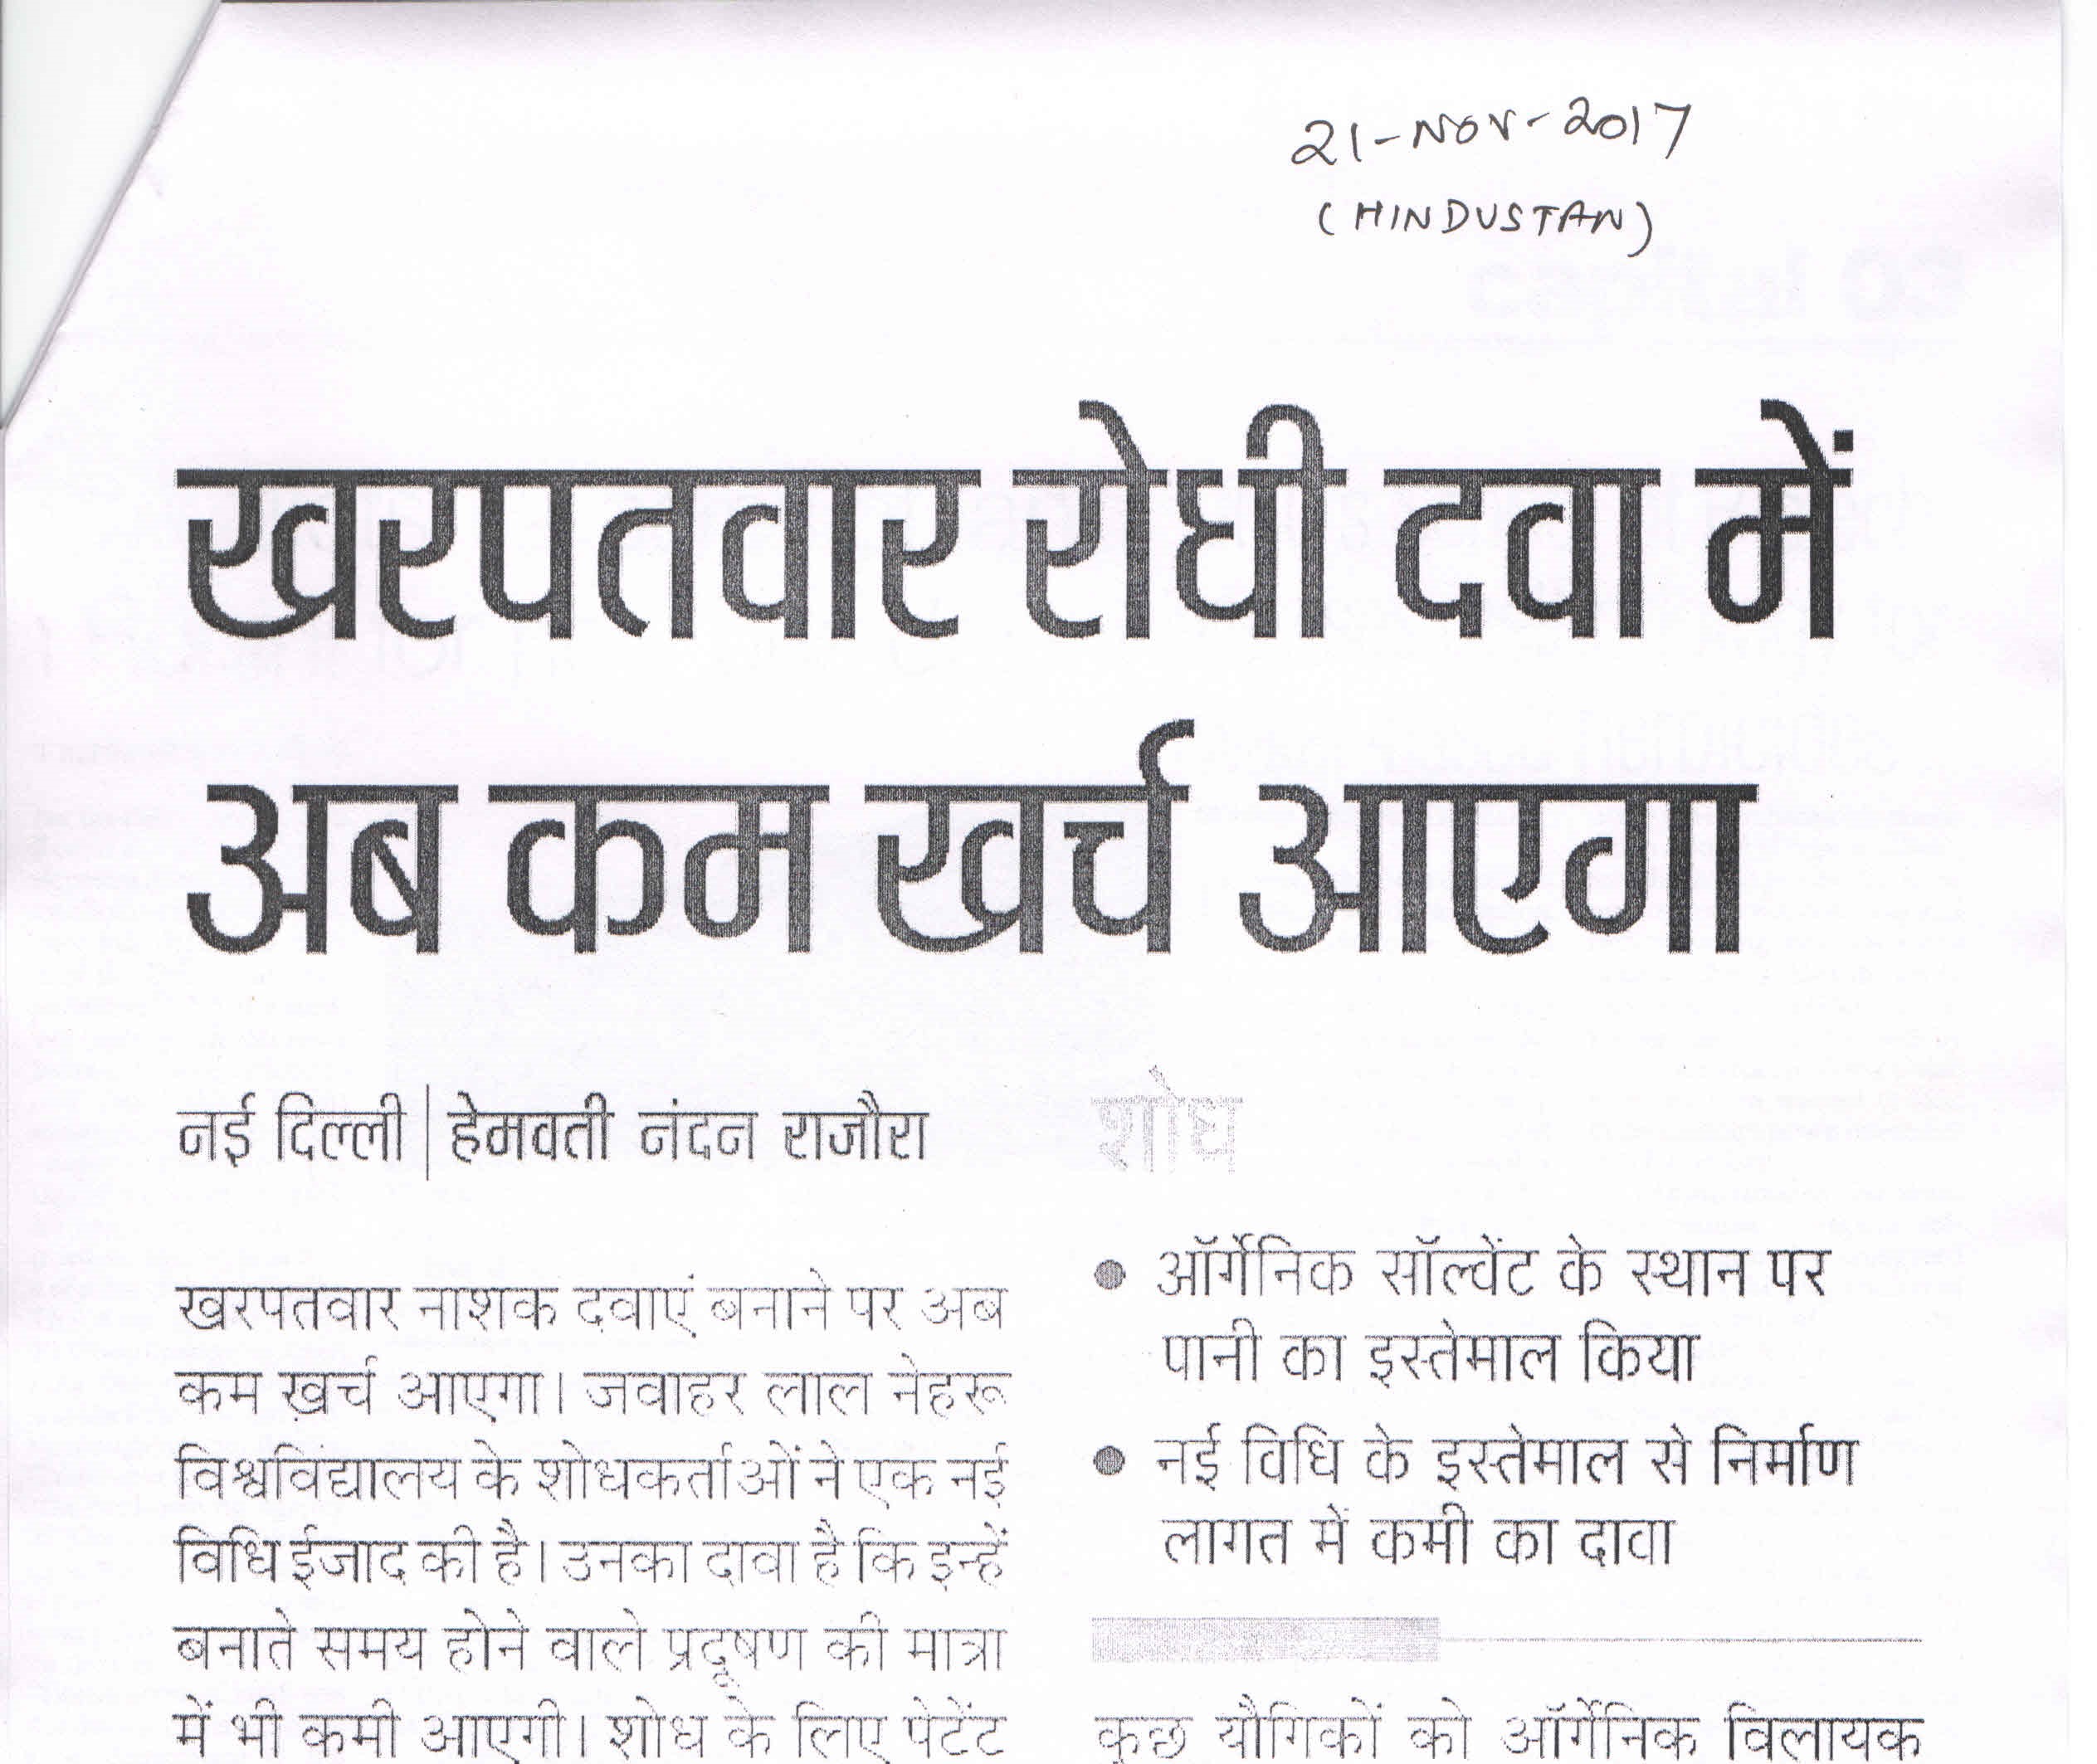 21-NOV-2017
(HINDUSTAN)
खरपतवार रोधी दवा में
अब कम खर्च आएगा
नई दिल्ली | हेमवती नंदन राजौरा
खरपतवार नाशक दवाएं बनाने पर अब
कम ख़र्च आएगा। जवाहर लाल नेहरू
विश्वविद्यालय के शोधकर्ताओं ने एक नई
विधि ईजाद की है। उनका दावा है कि इन्हें
बनाते समय होने वाले प्रदूषण की मात्रा
में भी कमी आएगी। शोध के लिए पेटेंट
शोध
● ऑर्गेनिक सॉल्वेंट के स्थान पर
पानी का इस्तेमाल किया
● नई विधि के इस्तेमाल से निर्माण
लागत में कमी का दावा
कुछ यौगिकों को ऑर्गेनिक विलायक